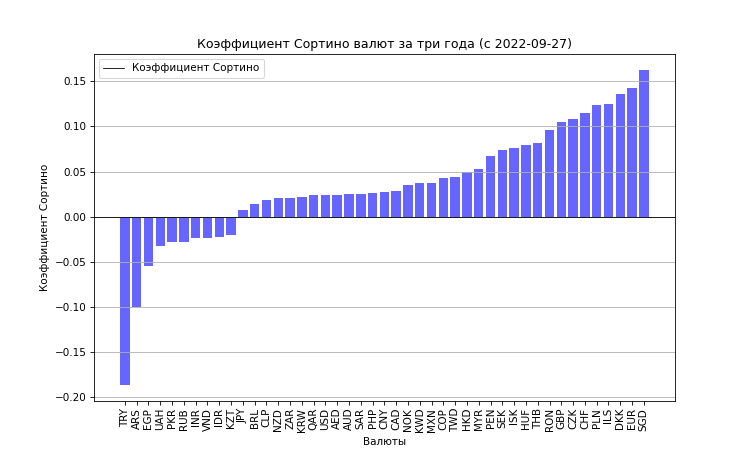 Коэффициент Сортино валют за три года (с 2022-09-27)
Коэффициент Сортино
Коэффициент Сортино
0.15
0.10
0.05
0.00
−0.05
−0.10
−0.15
−0.20
TRY ARS EGP UAH PKR RUB INR VND IDR KZT JPY BRL CLP NZD ZAR KRW QAR USD AED AUD SAR PHP CNY CAD NOK KWD MXN COP TWD HKD MYR PEN SEK ISK HUF THB RON GBP CZK CHF PLN ILS DKK EUR SGD
Валюты